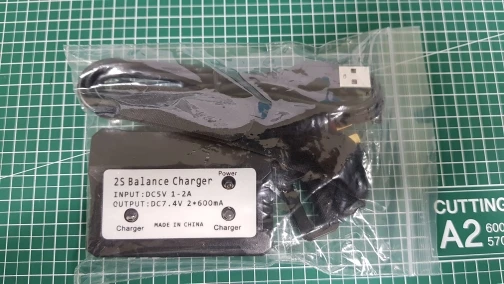 Power
2S Balance Charger
INPUT:DC5V 1-2A
OUTPUT:DC7.4V 2*600mA
Charger
MADE IN CHINA
Charger
CUTTING
A2
600
570